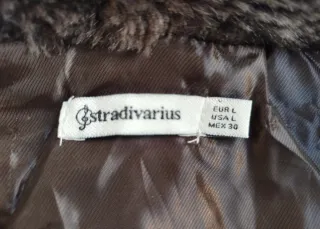 stradivarius
EUR L
USA L
MEX 30